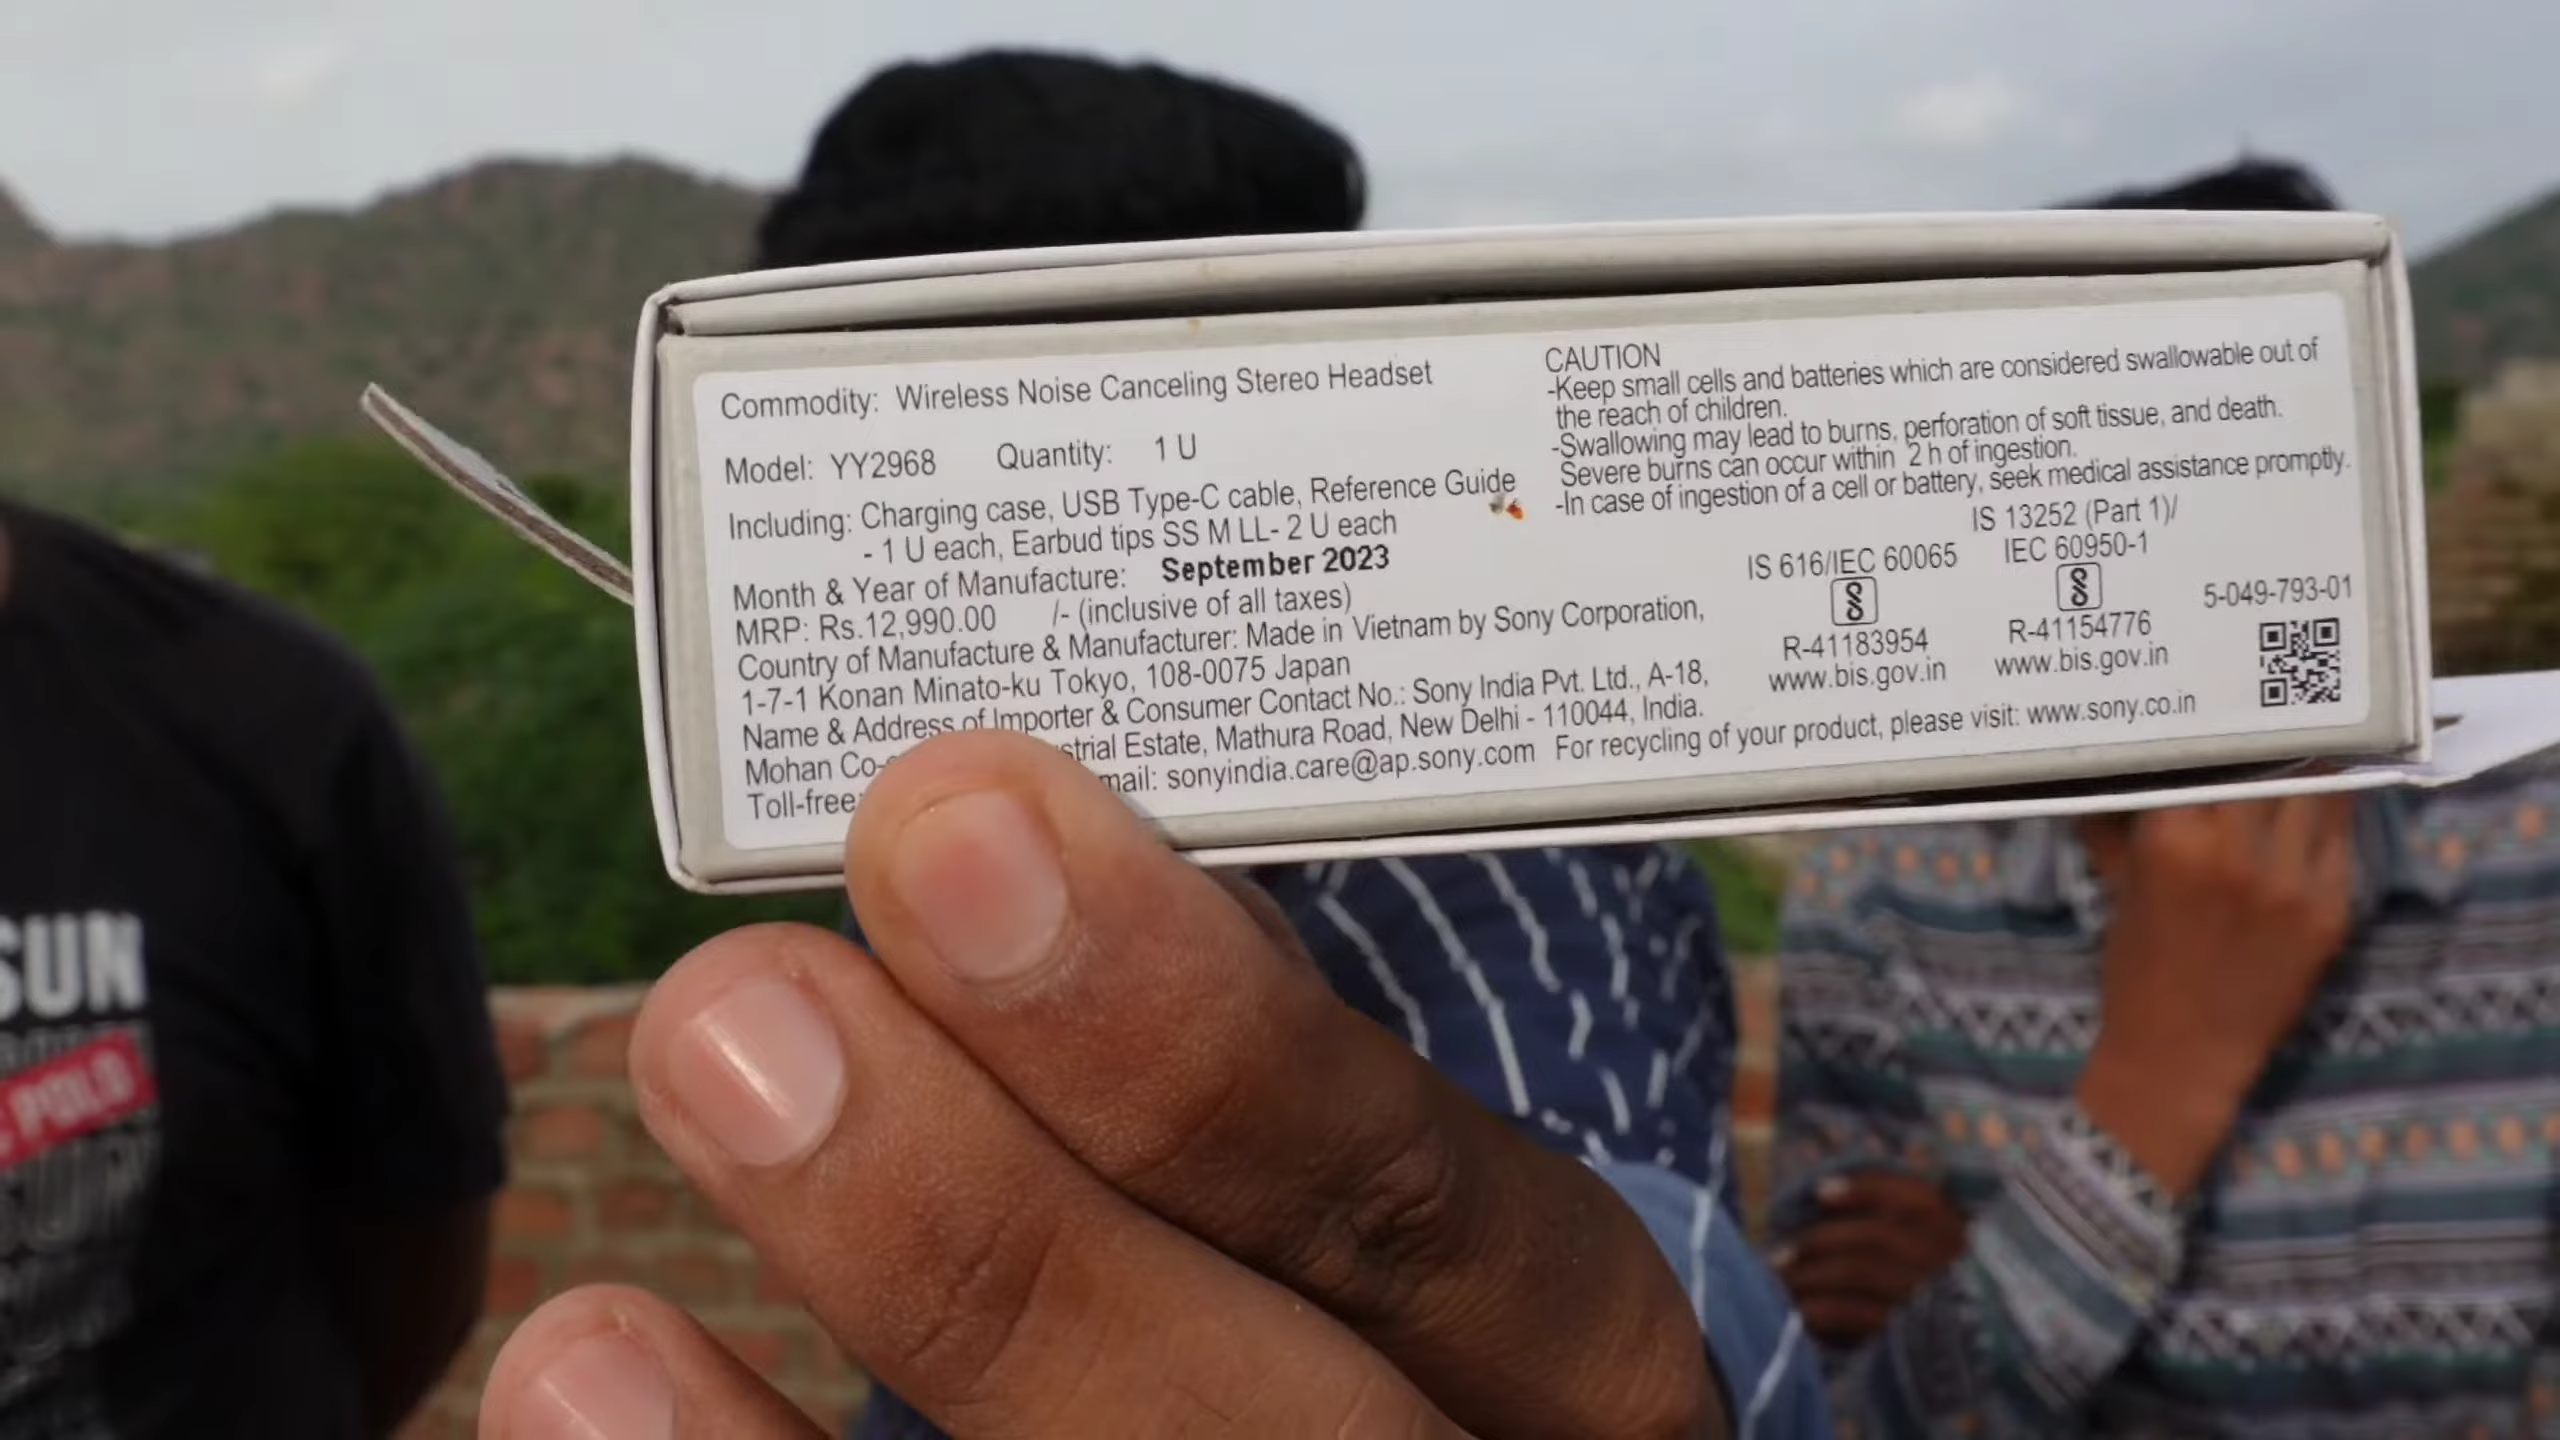 Commodity: Wireless Noise Canceling Stereo Headset
Model: YY2968 Quantity: 1 U
Including: Charging case, USB Type-C cable, Reference Guide
- 1 U each, Earbud tips SS M LL- 2 U each
Month & Year of Manufacture: September 2023
MRP: Rs.12,990.00 /- (inclusive of all taxes)
Country of Manufacture & Manufacturer: Made in Vietnam by Sony Corporation,
1-7-1 Konan Minato-ku Tokyo, 108-0075 Japan
Name & Address of Importer & Consumer Contact No.: Sony India Pvt. Ltd., A-18,
Mohan Estate, Mathura Road, New Delhi - 110044, India.
Toll-free: sonyindia.care@ap.sony.com For recycling of your product, please visit: www.sony.co.in
CAUTION
-Keep small cells and batteries which are considered swallowable out of
the reach of children.
-Swallowing may lead to burns, perforation of soft tissue, and death.
Severe burns can occur within 2 h of ingestion.
-In case of ingestion of a cell or battery, seek medical assistance promptly.
IS 616/IEC 60065
R-41183954
www.bis.gov.in
IS 13252 (Part 1)/
IEC 60950-1
R-41154776
www.bis.gov.in
5-049-793-01
SUN
POLO